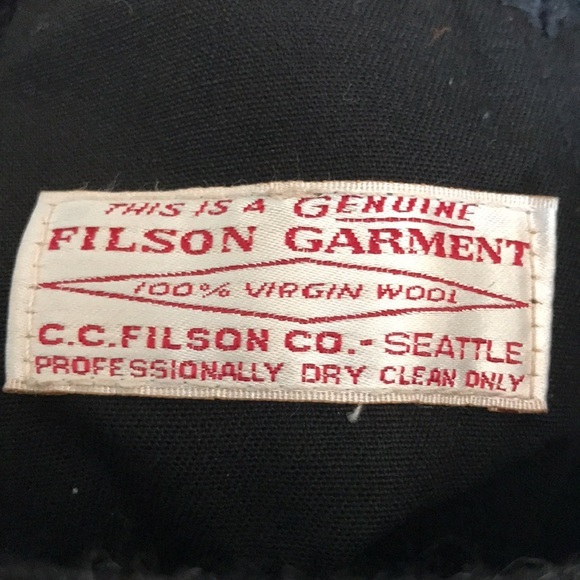 THIS IS A GENUINE
FILSON GARMENT
100% VIRGIN WOOL
C.C. FILSON CO. - SEATTLE
PROFESSIONALLY DRY CLEAN ONLY